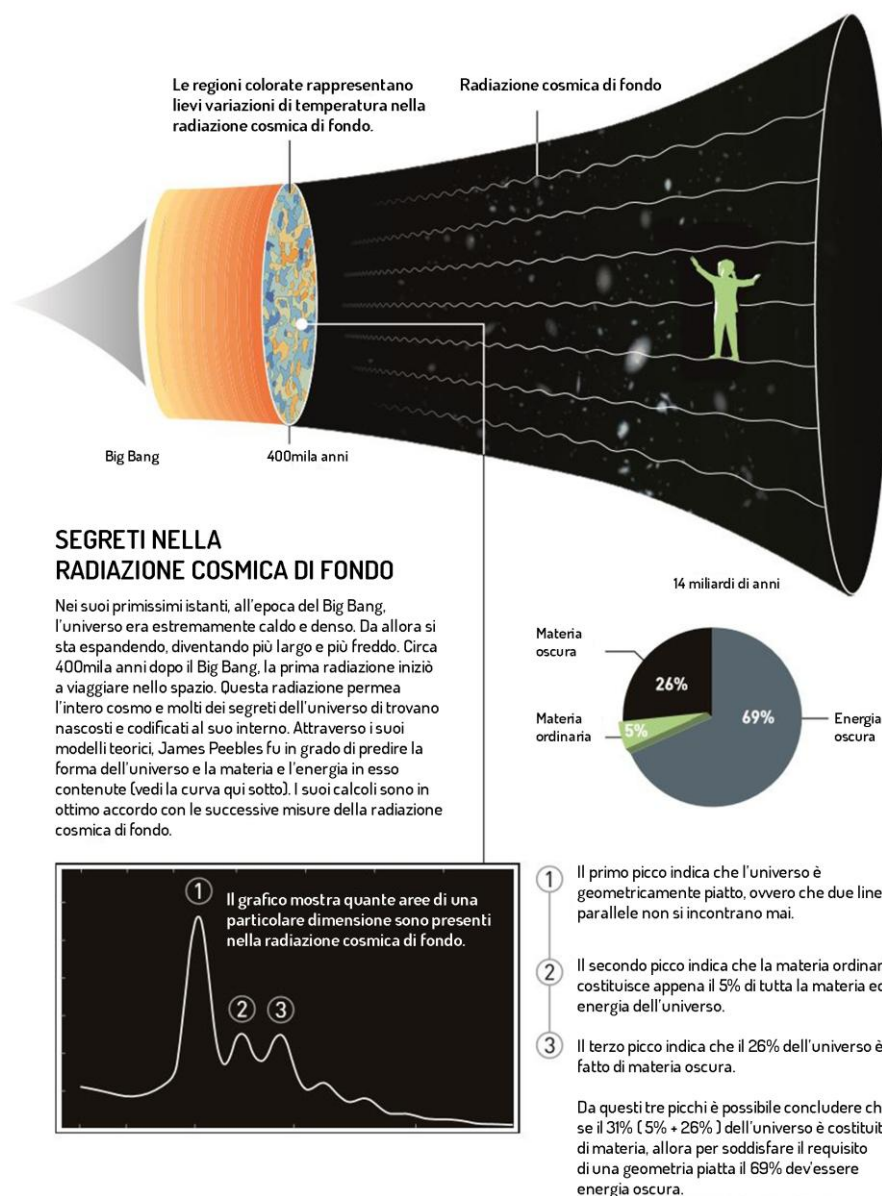 Le regioni colorate rappresentano
lievi variazioni di temperatura nella
radiazione cosmica di fondo.
Radiazione cosmica di fondo
Big Bang
400mila anni
14 miliardi di anni
SEGRETI NELLA
RADIAZIONE COSMICA DI FONDO
Nei suoi primissimi istanti, all'epoca del Big Bang,
l'universo era estremamente caldo e denso. Da allora si
sta espandendo, diventando più largo e più freddo. Circa
400mila anni dopo il Big Bang, la prima radiazione iniziò
a viaggiare nello spazio. Questa radiazione permea
l'intero cosmo e molti dei segreti dell'universo di trovano
nascosti e codificati al suo interno. Attraverso i suoi
modelli teorici, James Peebles fu in grado di predire la
forma dell'universo e la materia e l'energia in esso
contenute (vedi la curva qui sotto). I suoi calcoli sono in
ottimo accordo con le successive misure della radiazione
cosmica di fondo.
Materia
oscura
26%
Materia
ordinaria
5%
69%
Energia
oscura
1
Il grafico mostra quante aree di una
particolare dimensione sono presenti
nella radiazione cosmica di fondo.
2
3
1
Il primo picco indica che l'universo è
geometricamente piatto, ovvero che due line
parallele non si incontrano mai.
2
Il secondo picco indica che la materia ordinar
costituisce appena il 5% di tutta la materia ed
energia dell'universo.
3
Il terzo picco indica che il 26% dell'universo è
fatto di materia oscura.
Da questi tre picchi è possibile concludere ch
se il 31% ( 5% + 26% ) dell'universo è costituit
di materia, allora per soddisfare il requisito
di una geometria piatta il 69% dev'essere
energia oscura.